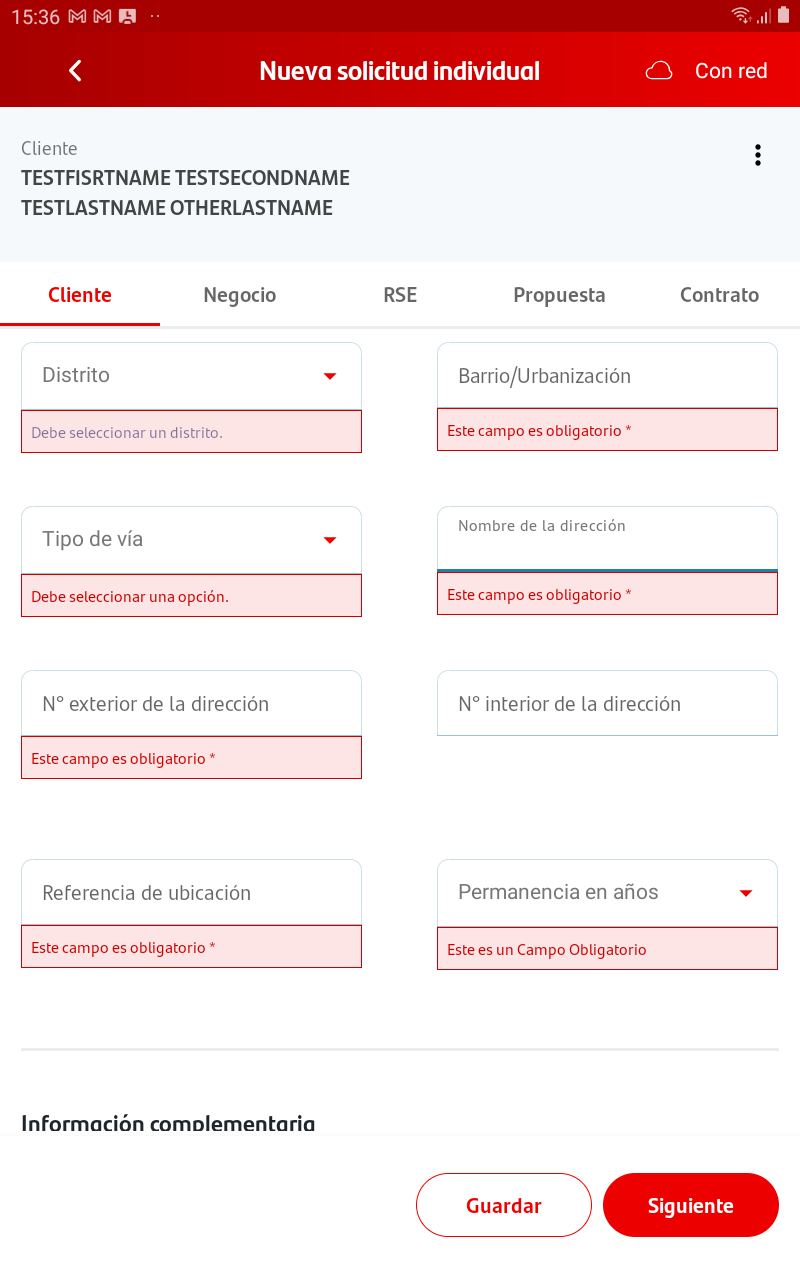 15:36
Nueva solicitud individual
Con red
Cliente
TESTFISRTNAME TESTSECONDNAME
TESTLASTNAME OTHERLASTNAME
Cliente Negocio RSE Propuesta Contrato
Distrito
Debe seleccionar un distrito.
Barrio/Urbanización
Este campo es obligatorio *
Tipo de vía
Debe seleccionar una opción.
Nombre de la dirección
Este campo es obligatorio *
N° exterior de la dirección
Este campo es obligatorio *
N° interior de la dirección
Referencia de ubicación
Este campo es obligatorio *
Permanencia en años
Este es un Campo Obligatorio
Información complementaria
Guardar
Siguiente